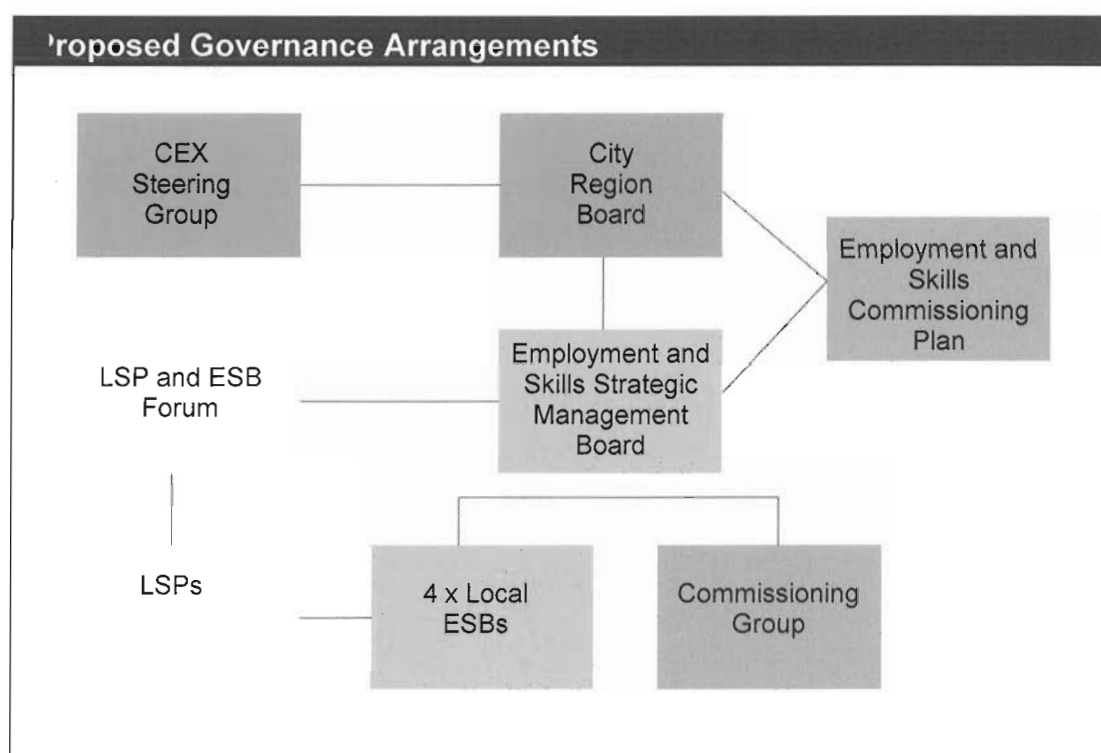 Proposed Governance Arrangements
CEX
Steering
Group
City
Region
Board
Employment and
Skills
Commissioning
Plan
LSP and ESB
Forum
Employment and
Skills Strategic
Management
Board
LSPs
4 x Local
ESBs
Commissioning
Group